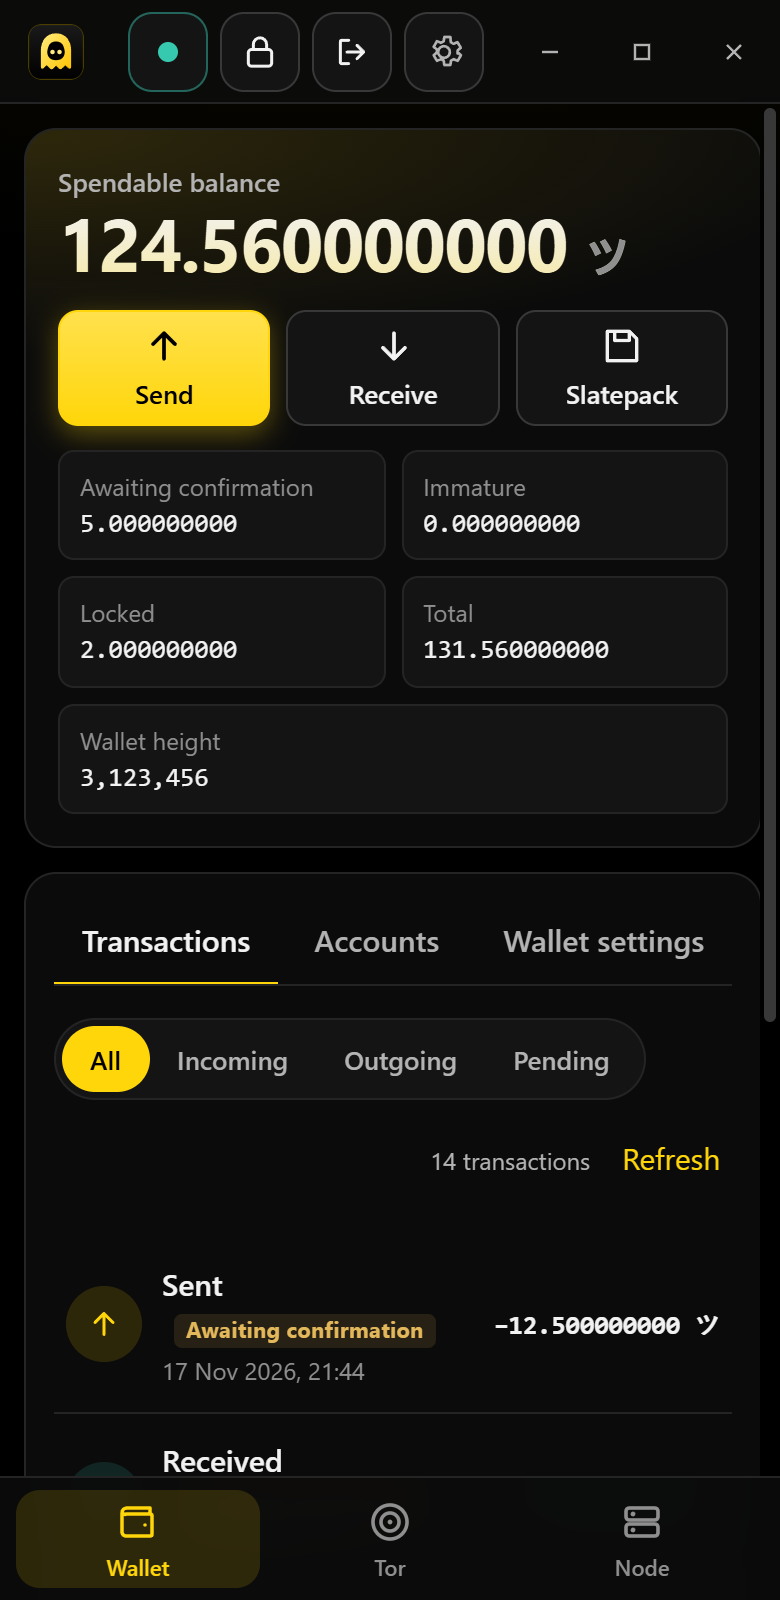 Spendable balance
124.560000000 ツ
Send
Receive
Slatepack
Awaiting confirmation
5.000000000
Immature
0.000000000
Locked
2.000000000
Total
131.560000000
Wallet height
3,123,456
Transactions
Accounts
Wallet settings
All
Incoming
Outgoing
Pending
14 transactions
Refresh
Sent
Awaiting confirmation
−12.500000000 ツ
17 Nov 2026, 21:44
Received
Wallet
Tor
Node